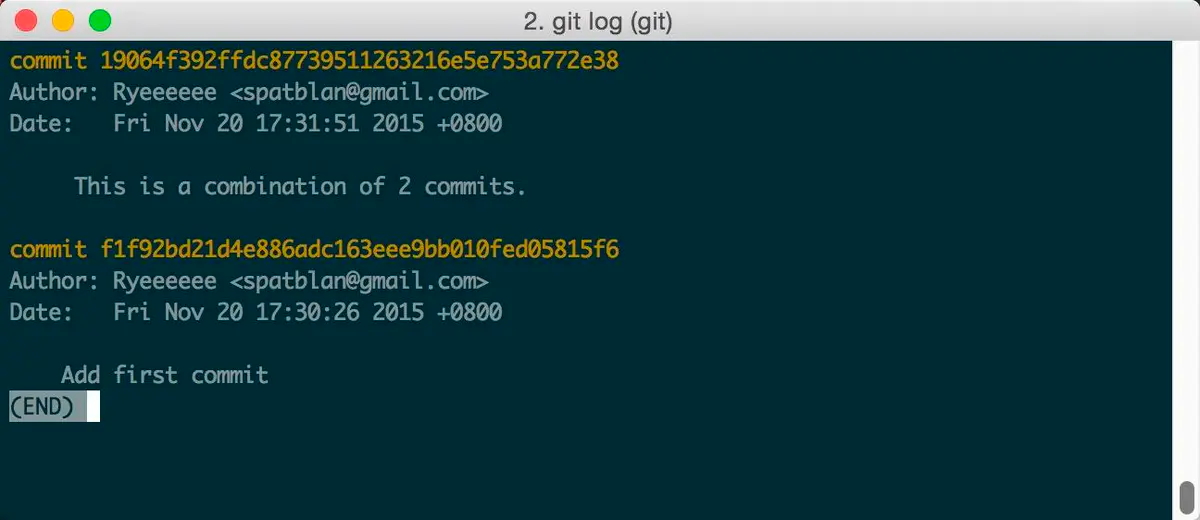 2. git log (git)
commit 19064f392ffdc87739511263216e5e753a772e38
Author: Ryeeeeee <spatblan@gmail.com>
Date:   Fri Nov 20 17:31:51 2015 +0800
This is a combination of 2 commits.
commit f1f92bd21d4e886adc163eee9bb010fed05815f6
Author: Ryeeeeee <spatblan@gmail.com>
Date:   Fri Nov 20 17:30:26 2015 +0800
Add first commit
(END)